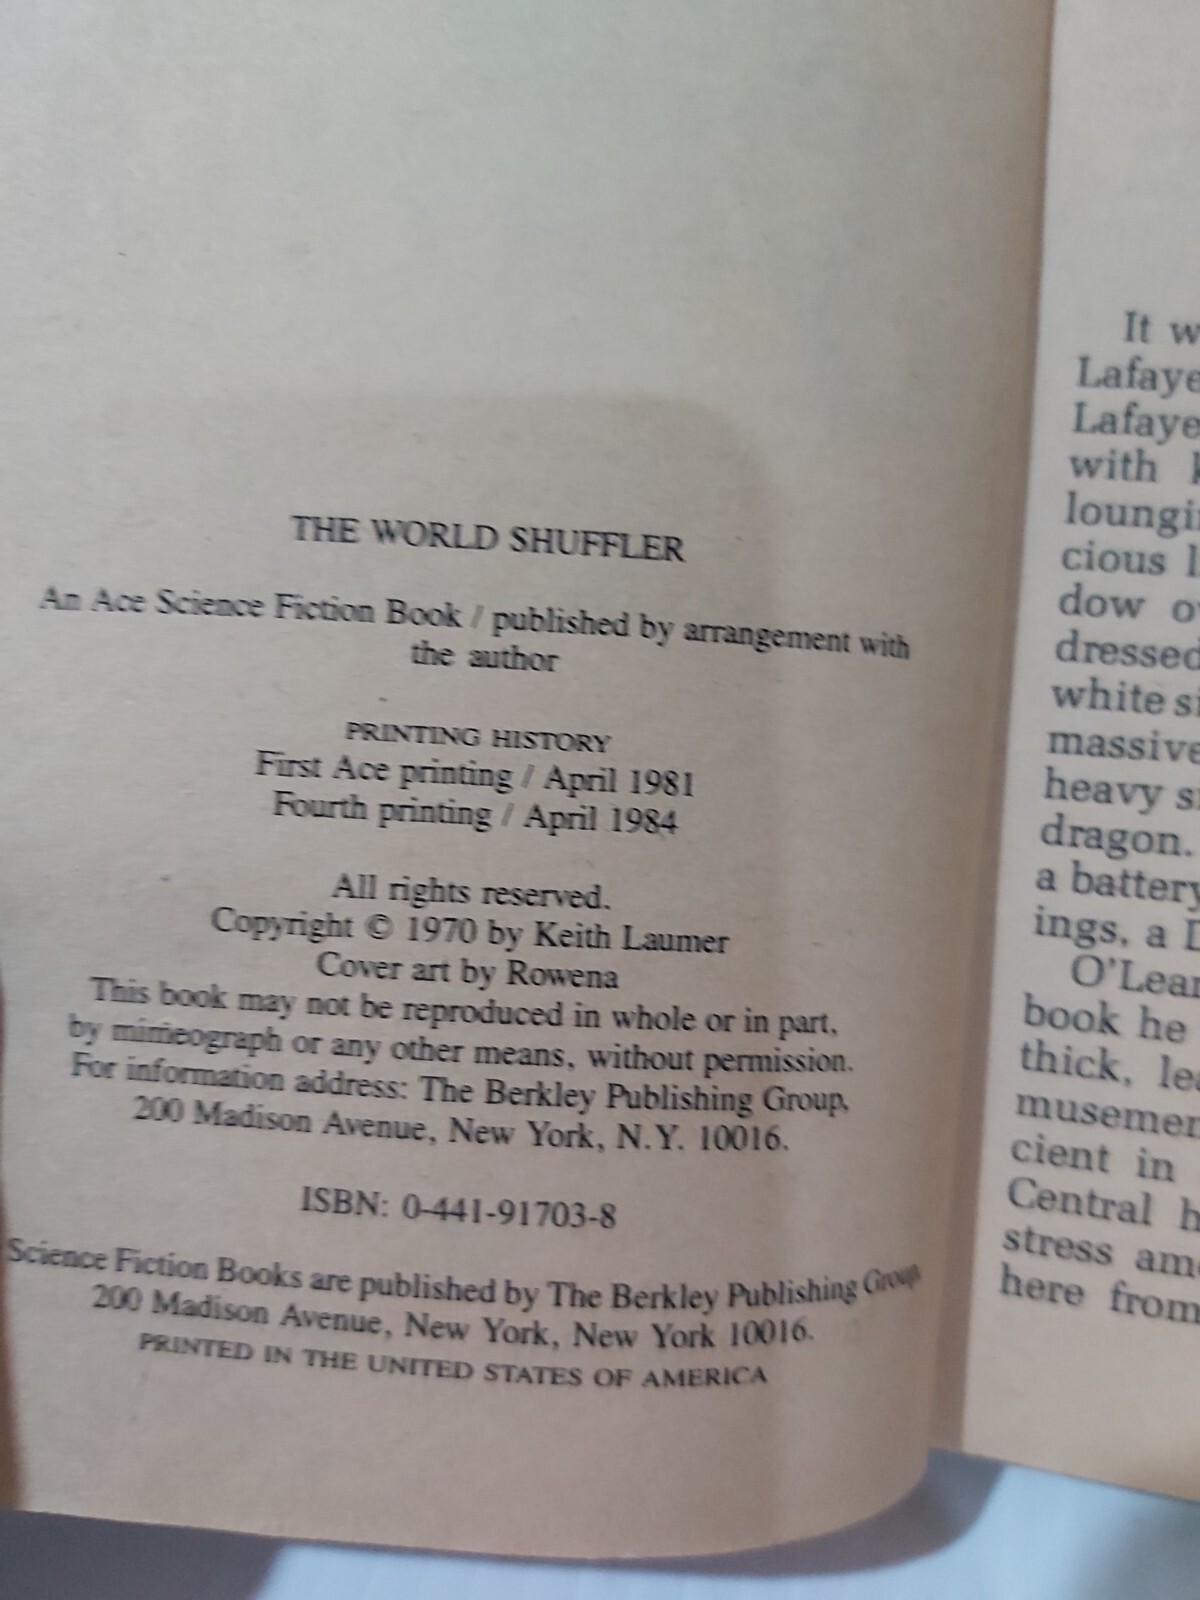 THE WORLD SHUFFLER
An Ace Science Fiction Book / published by arrangement with
the author
PRINTING HISTORY
First Ace printing / April 1981
Fourth printing / April 1984
All rights reserved.
Copyright © 1970 by Keith Laumer
Cover art by Rowena
This book may not be reproduced in whole or in part,
by mimeograph or any other means, without permission.
For information address: The Berkley Publishing Group,
200 Madison Avenue, New York, N.Y. 10016.
ISBN: 0-441-91703-8
Science Fiction Books are published by The Berkley Publishing Group,
200 Madison Avenue, New York, New York 10016.
PRINTED IN THE UNITED STATES OF AMERICA
It w
Lafaye
Lafaye
with k
loungi
cious l
dow o
dressed
white s
massive
heavy s
dragon.
a battery
ings, a D
O'Lear
book he
thick, lea
musemen
cient in
Central h
stress am
here from